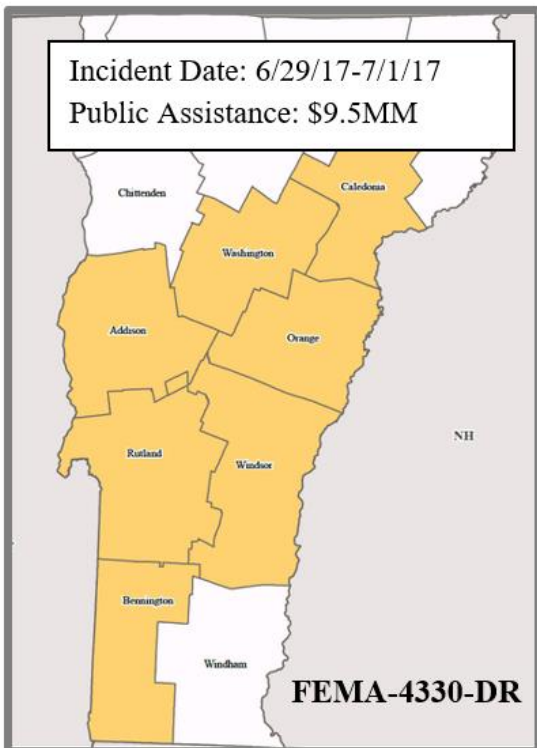 Incident Date: 6/29/17-7/1/17
Public Assistance: $9.5MM
Chittenden
Caledonia
Washington
Addison
Orange
NH
Rutland
Windsor
Bennington
Windham
FEMA-4330-DR